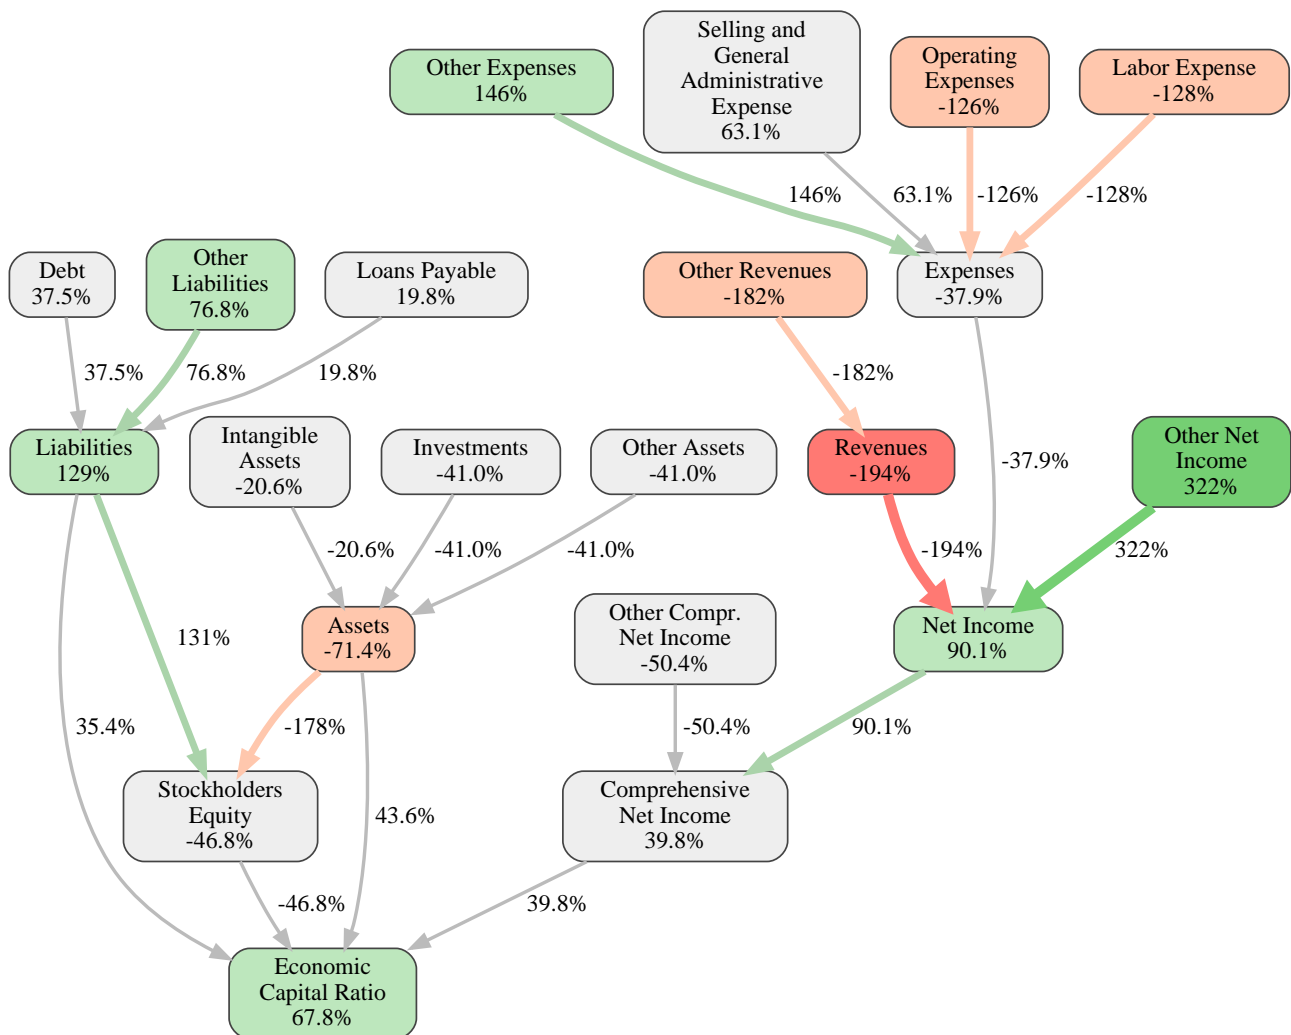 Selling and
General
Administrative
Expense
63.1%
Other Expenses
146%
Operating
Expenses
-126%
Labor Expense
-128%
146%
63.1%
-126%
-128%
Debt
37.5%
Other
Liabilities
76.8%
Loans Payable
19.8%
Other Revenues
-182%
Expenses
-37.9%
37.5%
76.8%
19.8%
-182%
Liabilities
129%
Intangible
Assets
-20.6%
Investments
-41.0%
Other Assets
-41.0%
Revenues
-194%
-37.9%
Other Net
Income
322%
-20.6%
-41.0%
-41.0%
-194%
322%
131%
Assets
-71.4%
Other Compr.
Net Income
-50.4%
Net Income
90.1%
35.4%
-178%
-50.4%
90.1%
Stockholders
Equity
-46.8%
43.6%
Comprehensive
Net Income
39.8%
-46.8%
39.8%
Economic
Capital Ratio
67.8%